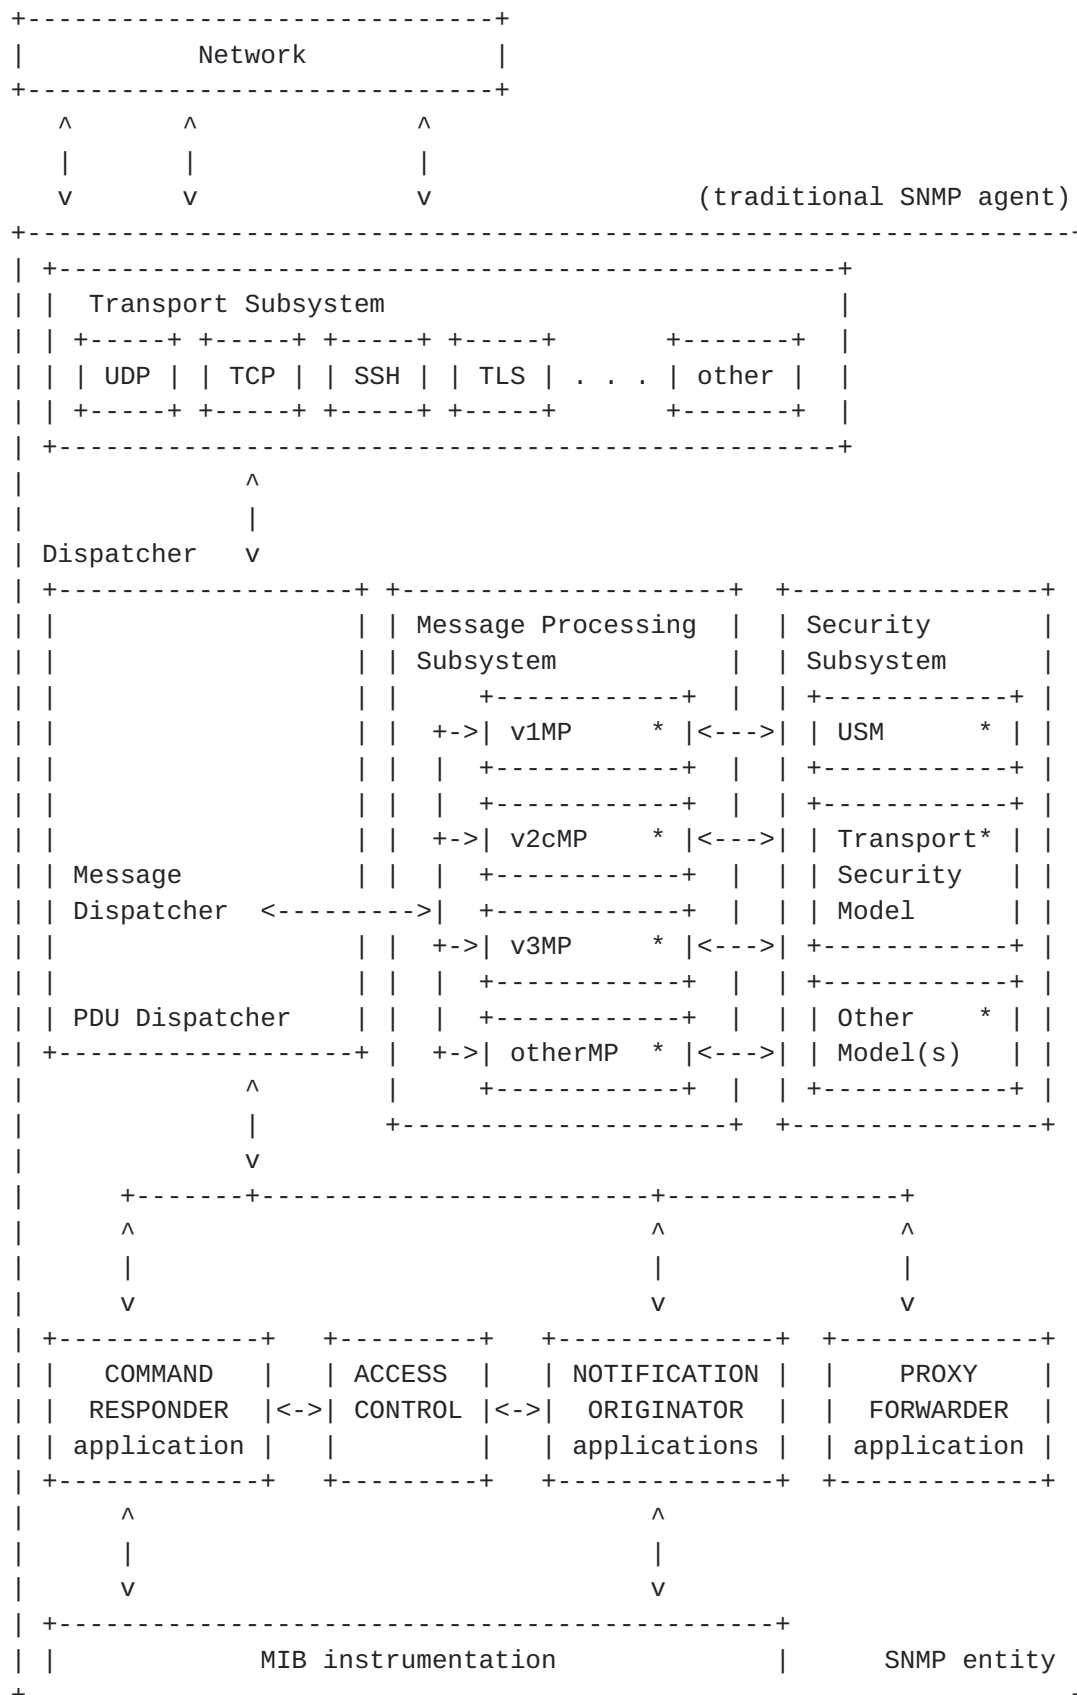 +------------------------------+
|           Network            |
+------------------------------+
   ^       ^              ^
   |       |              |
   v       v              v                 (traditional SNMP agent)
+-------------------------------------------------------------------
| +--------------------------------------------------+
| |  Transport Subsystem                             |
| | +-----+ +-----+ +-----+ +-----+       +-------+  |
| | | UDP | | TCP | | SSH | | TLS | . . . | other |  |
| | +-----+ +-----+ +-----+ +-----+       +-------+  |
| +--------------------------------------------------+
|              ^
|              |
| Dispatcher   v
| +-------------------+ +---------------------+  +----------------+
| |                   | | Message Processing  |  | Security       |
| |                   | | Subsystem           |  | Subsystem      |
| |                   | |     +------------+  |  | +------------+ |
| |                   | |  +->| v1MP     * |<--->| | USM      * | |
| |                   | |  |  +------------+  |  | +------------+ |
| |                   | |  |  +------------+  |  | +------------+ |
| |                   | |  +->| v2cMP    * |<--->| | Transport* | |
| | Message           | |  |  +------------+  |  | | Security   | |
| | Dispatcher  <--------->|  +------------+  |  | | Model      | |
| |                   | |  +->| v3MP     * |<--->| +------------+ |
| |                   | |  |  +------------+  |  | +------------+ |
| | PDU Dispatcher    | |  |  +------------+  |  | | Other    * | |
| +-------------------+ |  +->| otherMP  * |<--->| | Model(s)   | |
|              ^        |     +------------+  |  | +------------+ |
|              |        +---------------------+  +----------------+
|              v
|      +-------+-------------------------+---------------+
|      ^                                 ^               ^
|      |                                 |               |
|      v                                 v               v
| +-------------+   +---------+   +--------------+  +-------------+
| |   COMMAND   |   | ACCESS  |   | NOTIFICATION |  |    PROXY    |
| |  RESPONDER  |<->| CONTROL |<->|  ORIGINATOR  |  |  FORWARDER  |
| | application |   |         |   | applications |  | application |
| +-------------+   +---------+   +--------------+  +-------------+
|      ^                                 ^
|      |                                 |
|      v                                 v
| +----------------------------------------------+
| |             MIB instrumentation              |      SNMP entity